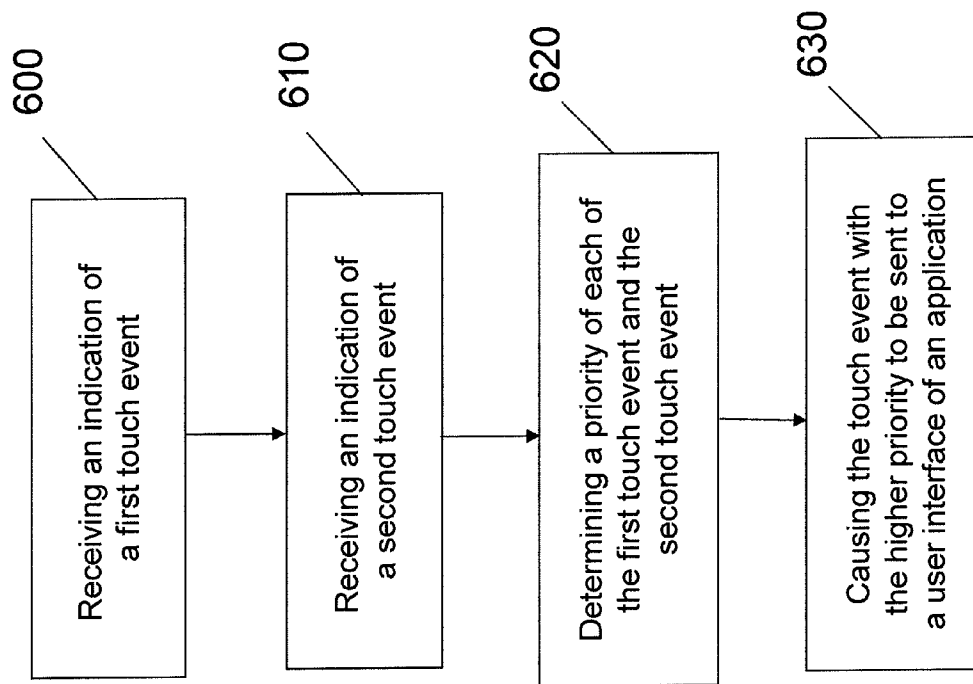 600
Receiving an indication of
a first touch event
610
Receiving an indication of
a second touch event
620
Determining a priority of each of
the first touch event and the
second touch event
630
Causing the touch event with
the higher priority to be sent to
a user interface of an application